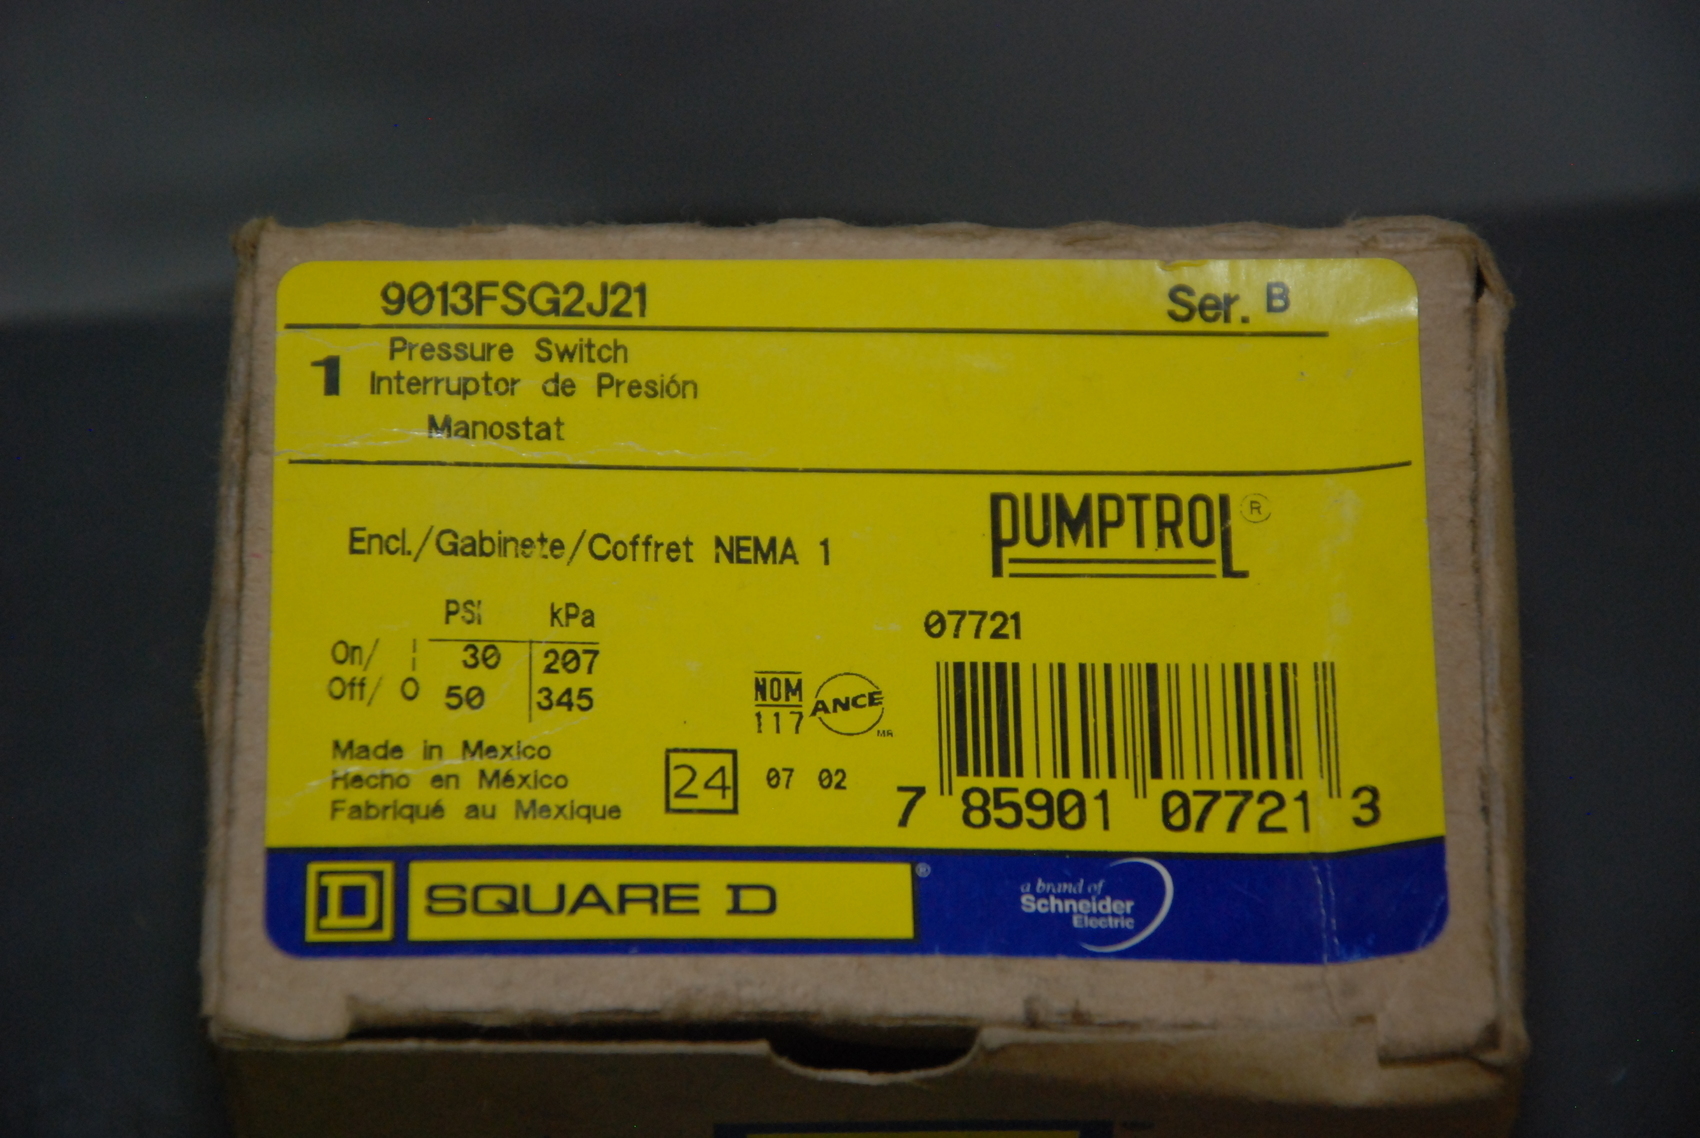 9013FSG2J21 Ser. B
1 Pressure Switch
Interruptor de Presión
Manostat
PUMPTROL®
Encl./Gabinete/Coffret NEMA 1
PSI kPa
On/ | 30 207
Off/ O 50 345
07721
NOM
117
ANCE
MR
Made in Mexico
Hecho en México
Fabriqué au Mexique
24 07 02
7 85901 07721 3
D SQUARE D®
a brand of
Schneider
Electric